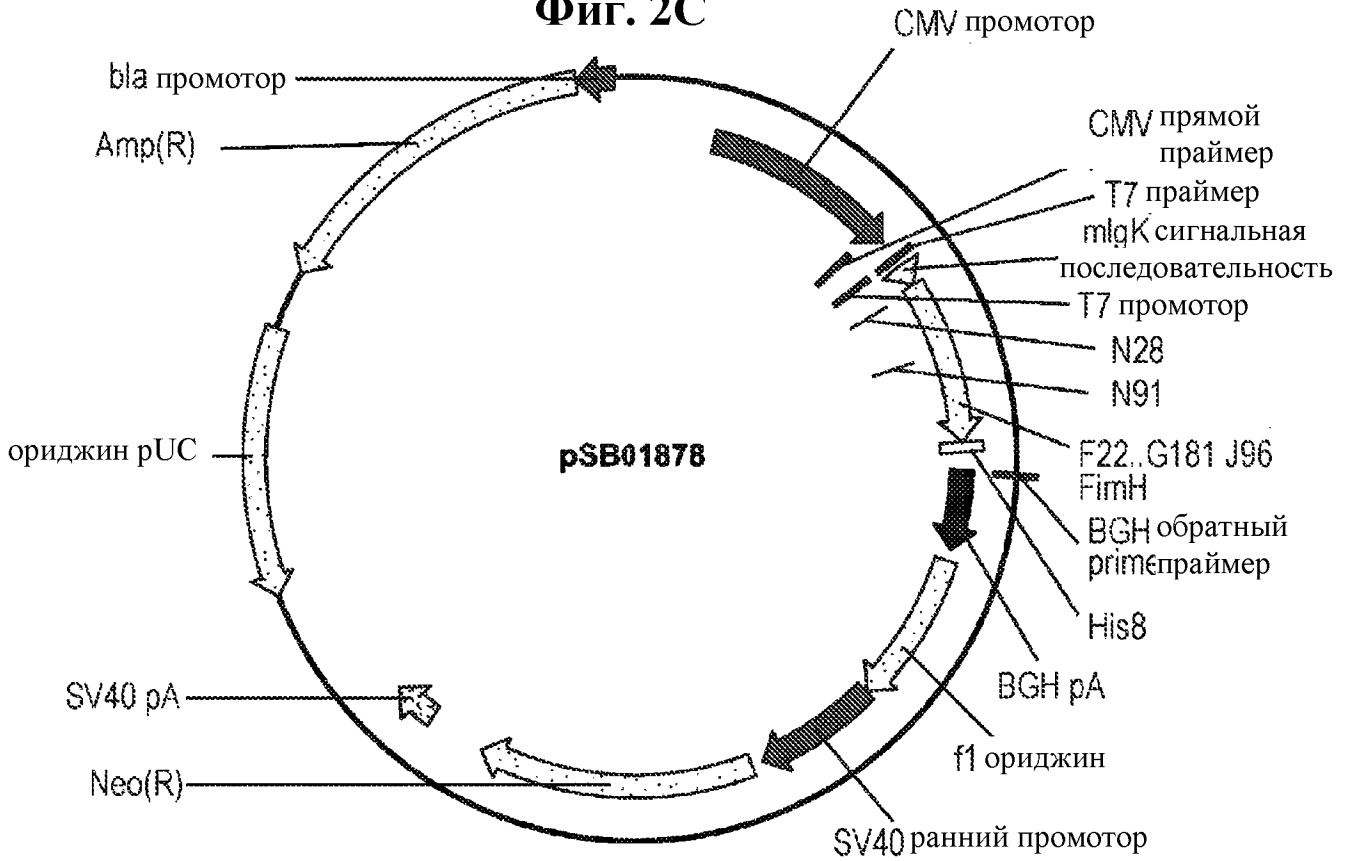 Фиг. 2C
CMV промотор
bla промотор
Amp(R)
CMV прямой
праймер
T7 праймер
mIgK сигнальная
последовательность
T7 промотор
N28
N91
ориджин pUC
pSB01878
F22..G181 J96
FimH
BGH обратный
prime праймер
His8
SV40 pA
BGH pA
f1 ориджин
Neo(R)
SV40 ранний промотор